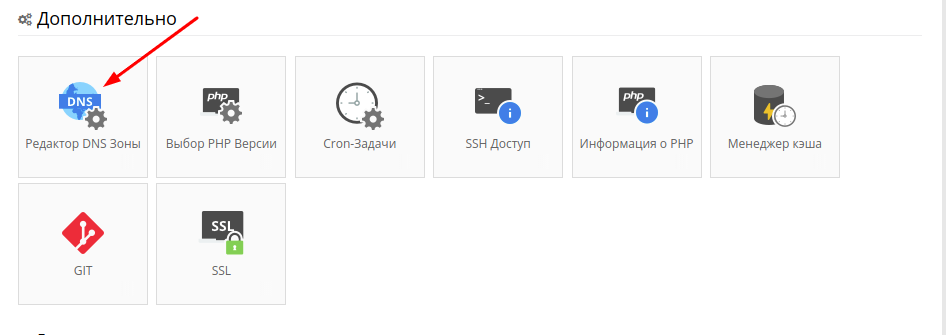 Дополнительно
DNS
php
>_
php
Редактор DNS Зоны
Выбор PHP Версии
Cron-Задачи
SSH Доступ
Информация о PHP
Менеджер кэша
SSL
GIT
SSL